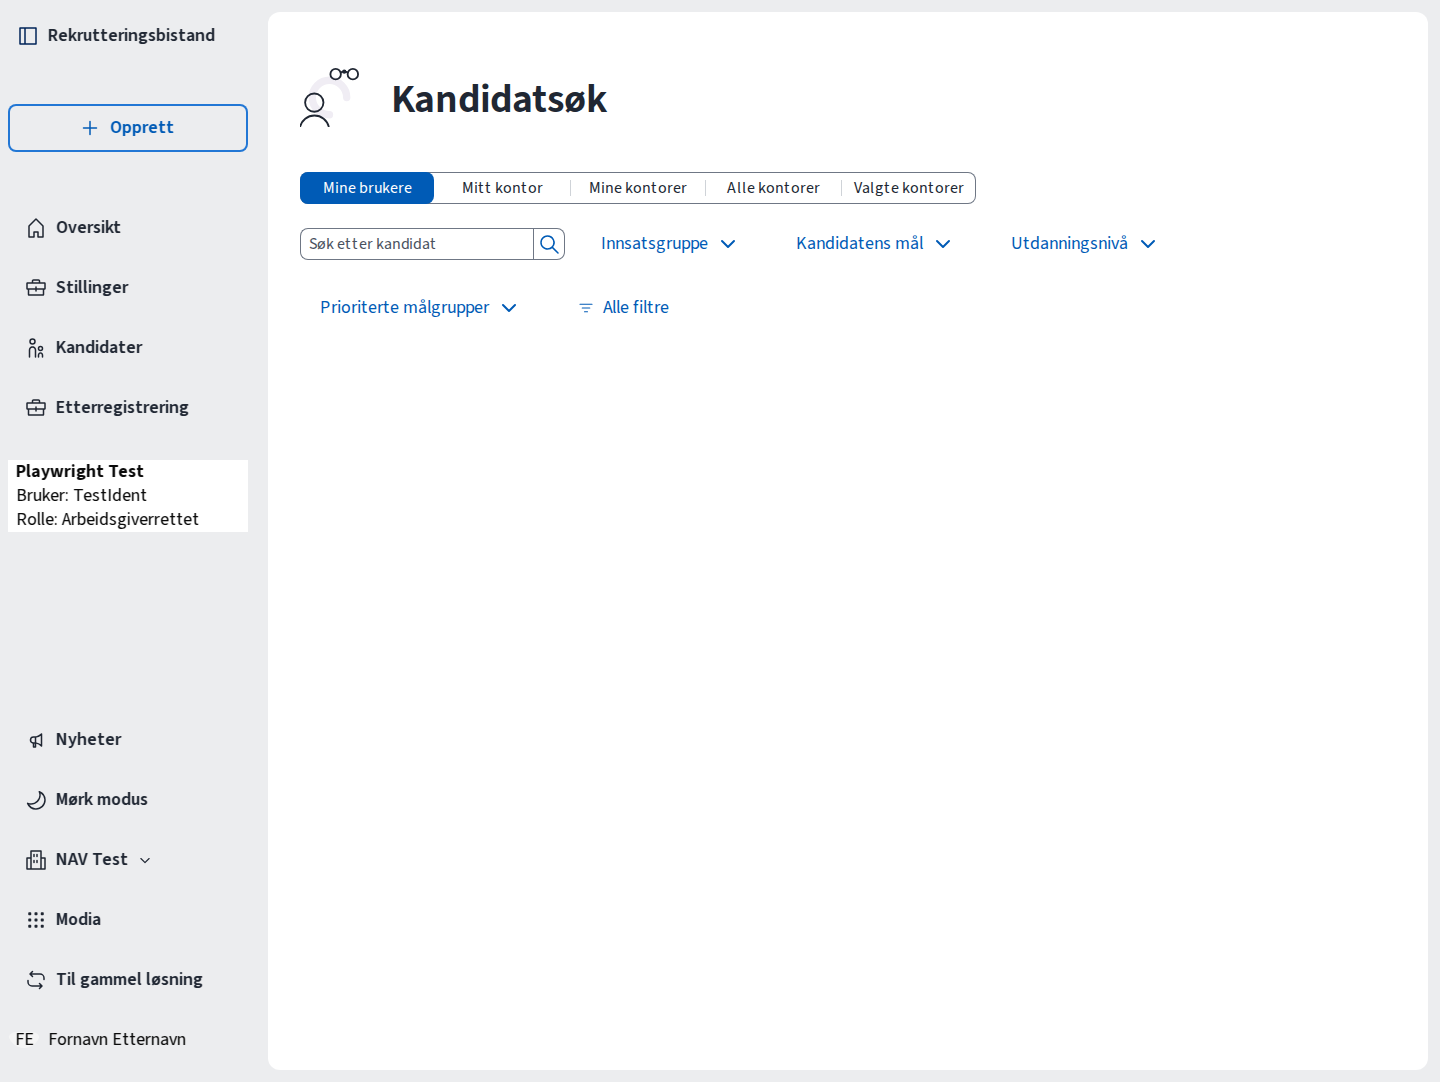 Rekrutteringsbistand
Opprett
Oversikt
Stillinger
Kandidater
Etterregistrering
Playwright Test
Bruker: TestIdent
Rolle: Arbeidsgiverrettet
Nyheter
Mørk modus
NAV Test
Modia
Til gammel løsning
FE Fornavn Etternavn
Kandidatsøk
Mine brukere Mitt kontor Mine kontorer Alle kontorer Valgte kontorer
Søk etter kandidat Innsatsgruppe Kandidatens mål Utdanningsnivå
Prioriterte målgrupper Alle filtre